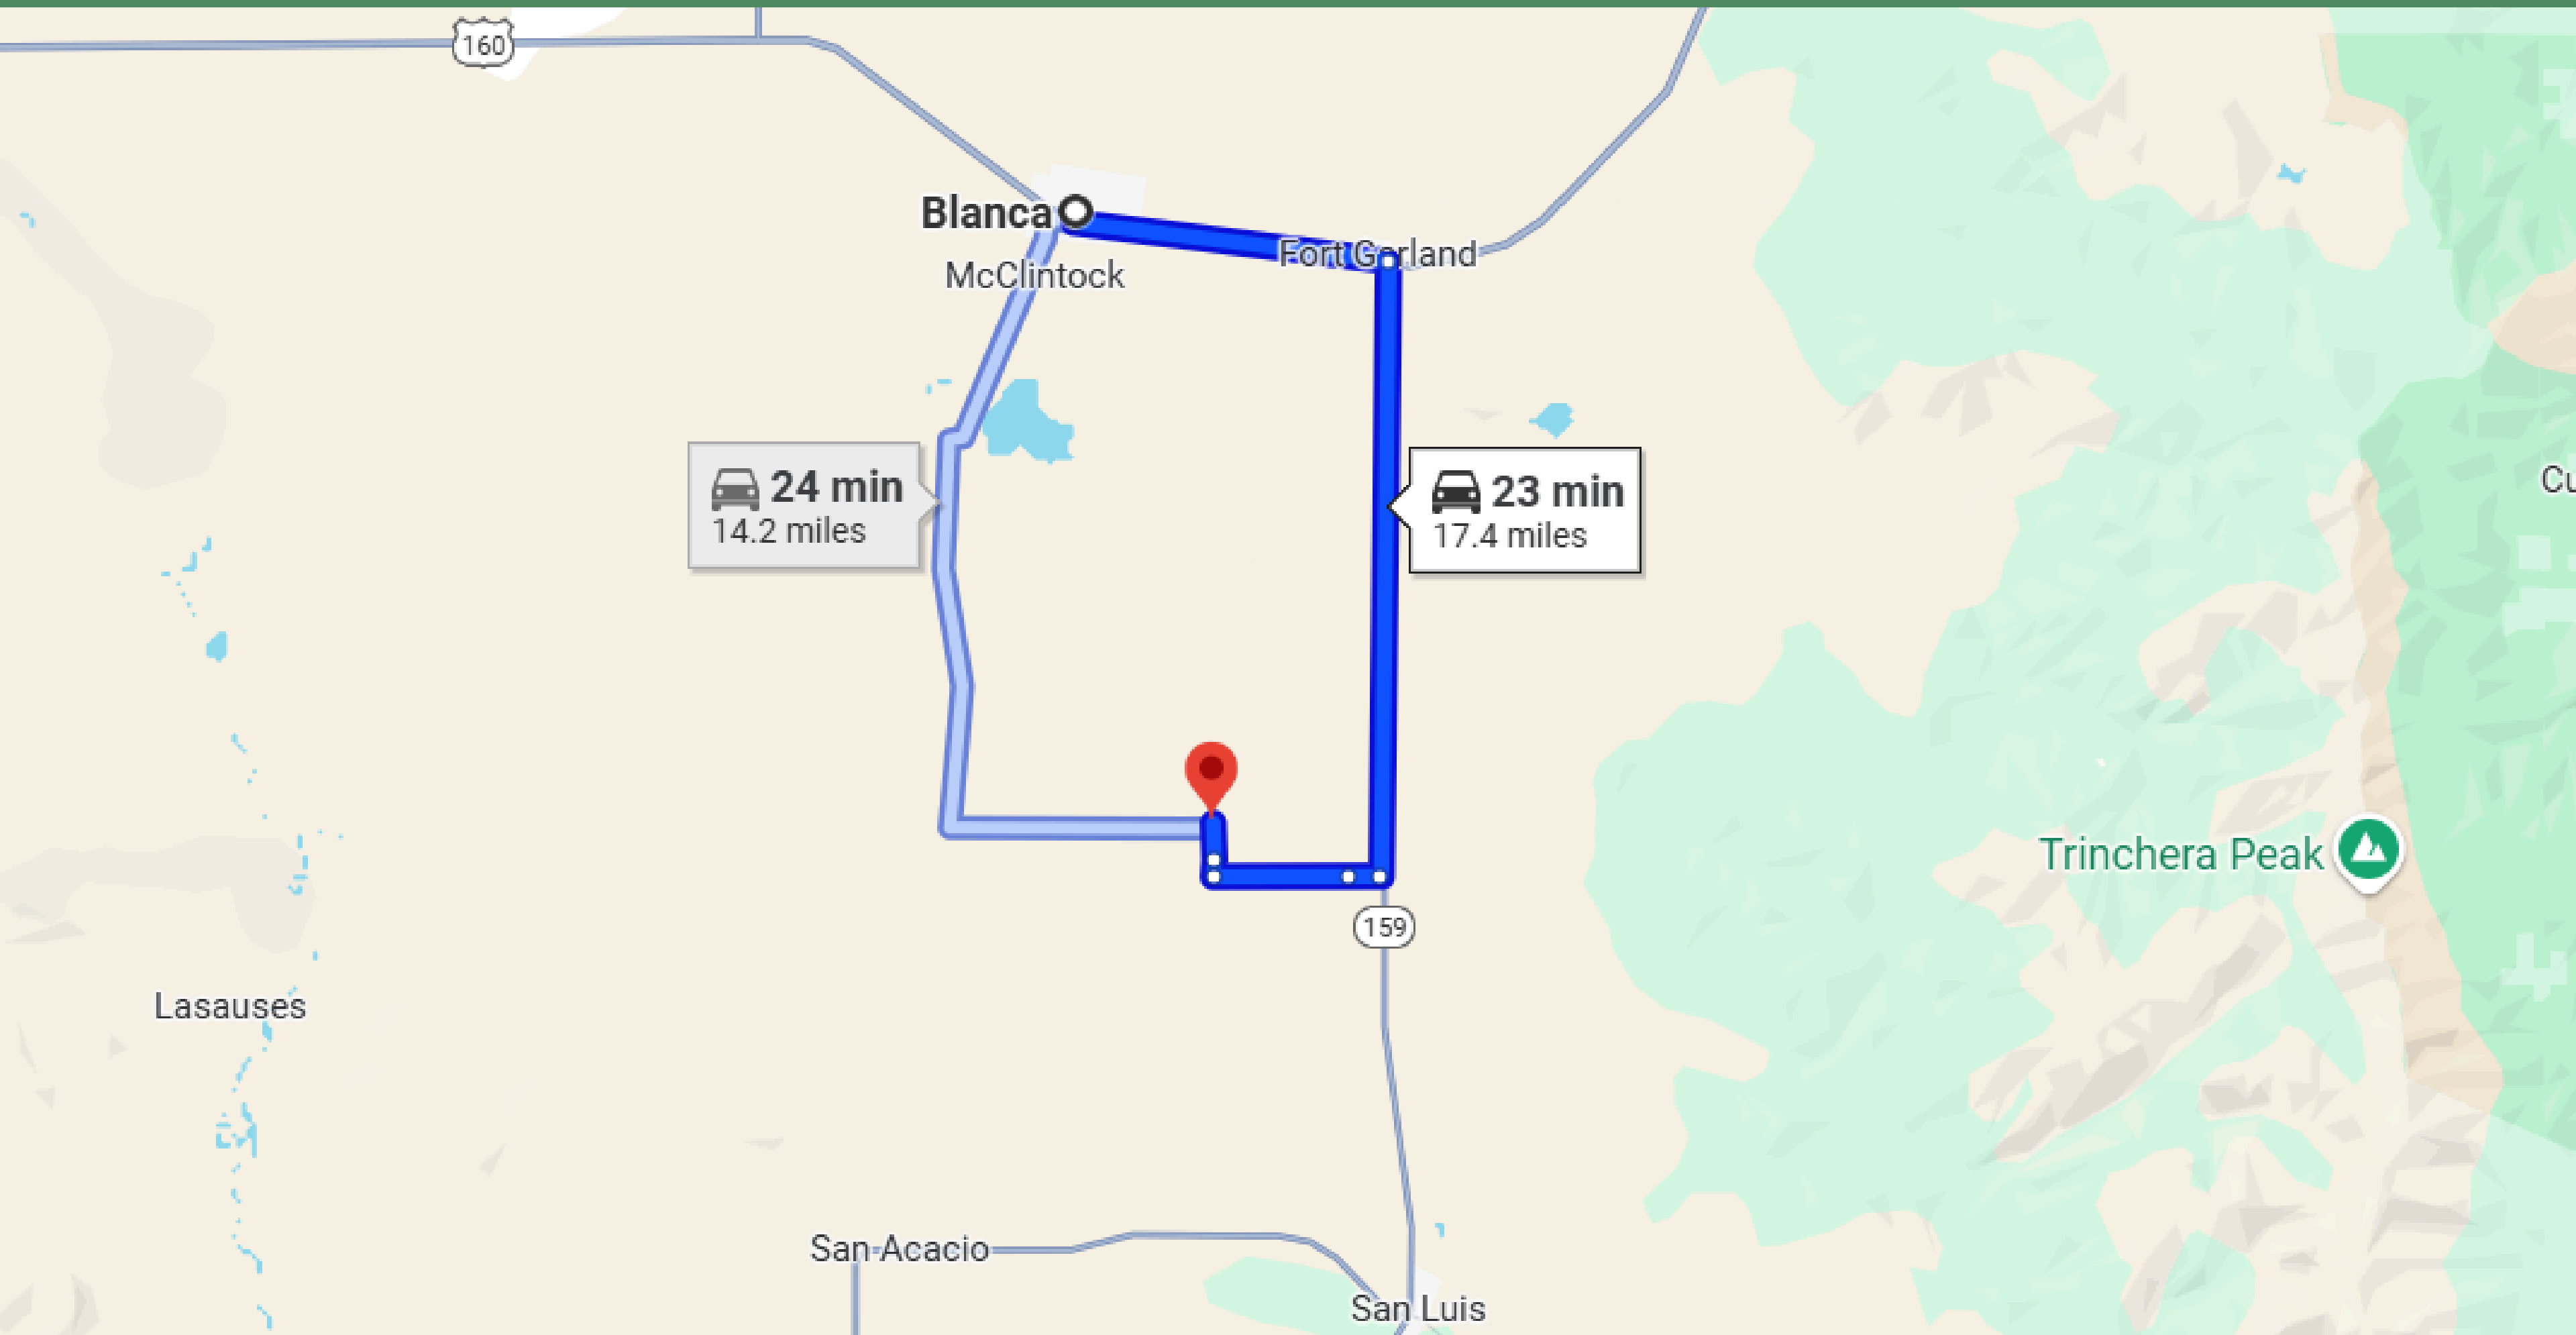 160
Blanca
Fort Garland
McClintock
24 min
14.2 miles
23 min
17.4 miles
Cu
Trinchera Peak
159
Lasauses
San Acacio
San Luis